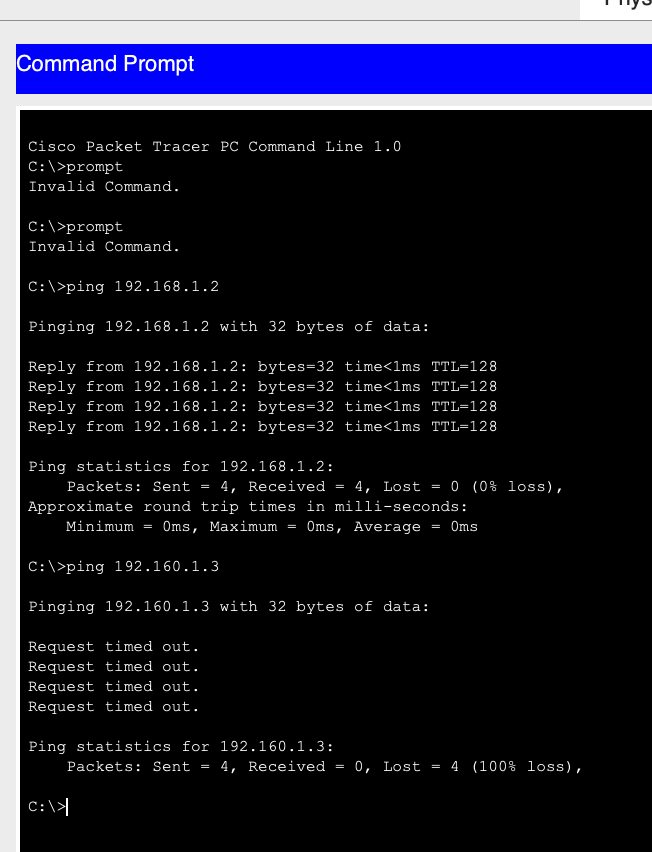 Command Prompt
Cisco Packet Tracer PC Command Line 1.0
C:\>prompt
Invalid Command.
C:\>prompt
Invalid Command.
C:\>ping 192.168.1.2
Pinging 192.168.1.2 with 32 bytes of data:
Reply from 192.168.1.2: bytes=32 time<1ms TTL=128
Reply from 192.168.1.2: bytes=32 time<1ms TTL=128
Reply from 192.168.1.2: bytes=32 time<1ms TTL=128
Reply from 192.168.1.2: bytes=32 time<1ms TTL=128
Ping statistics for 192.168.1.2:
Packets: Sent = 4, Received = 4, Lost = 0 (0% loss),
Approximate round trip times in milli-seconds:
Minimum = 0ms, Maximum = 0ms, Average = 0ms
C:\>ping 192.160.1.3
Pinging 192.160.1.3 with 32 bytes of data:
Request timed out.
Request timed out.
Request timed out.
Request timed out.
Ping statistics for 192.160.1.3:
Packets: Sent = 4, Received = 0, Lost = 4 (100% loss),
C:\>